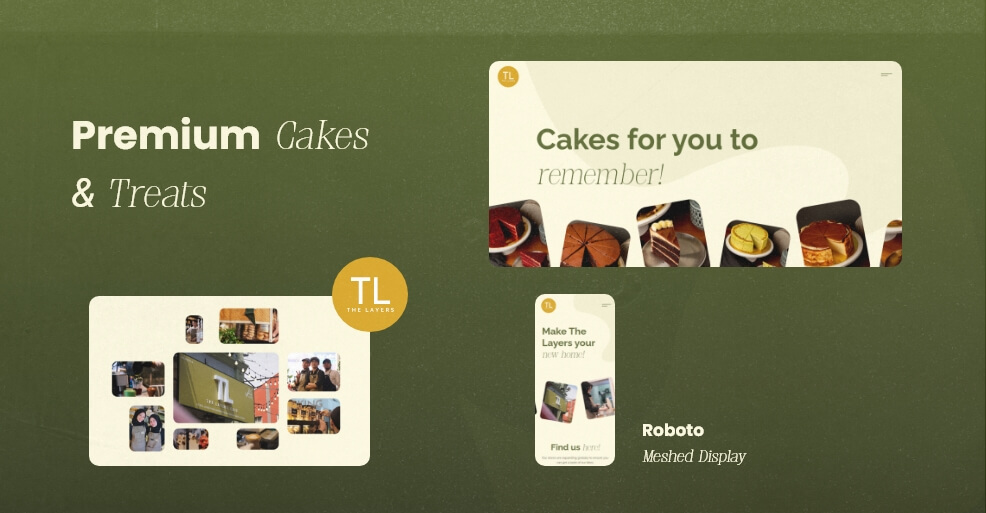 Premium Cakes
& Treats
TL
THE LAYERS
TL
TL
Cakes for you to
remember!
TL
Make The
Layers your
new home!
Find us here!
Roboto
Meshed Display